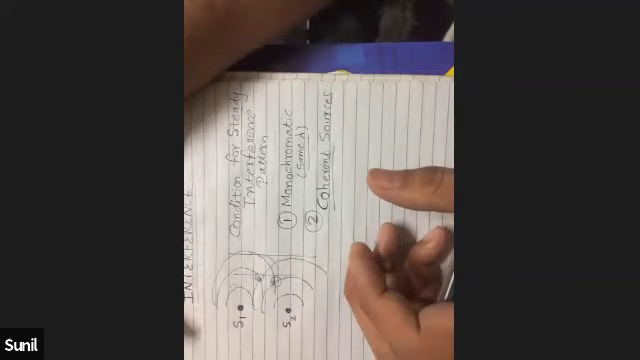 INTERFERENCE
Condition for Steady
Interference
Pattern
① Monochromatic
(Same λ)
② Coherent Sources
S₁
S₂
Sunil